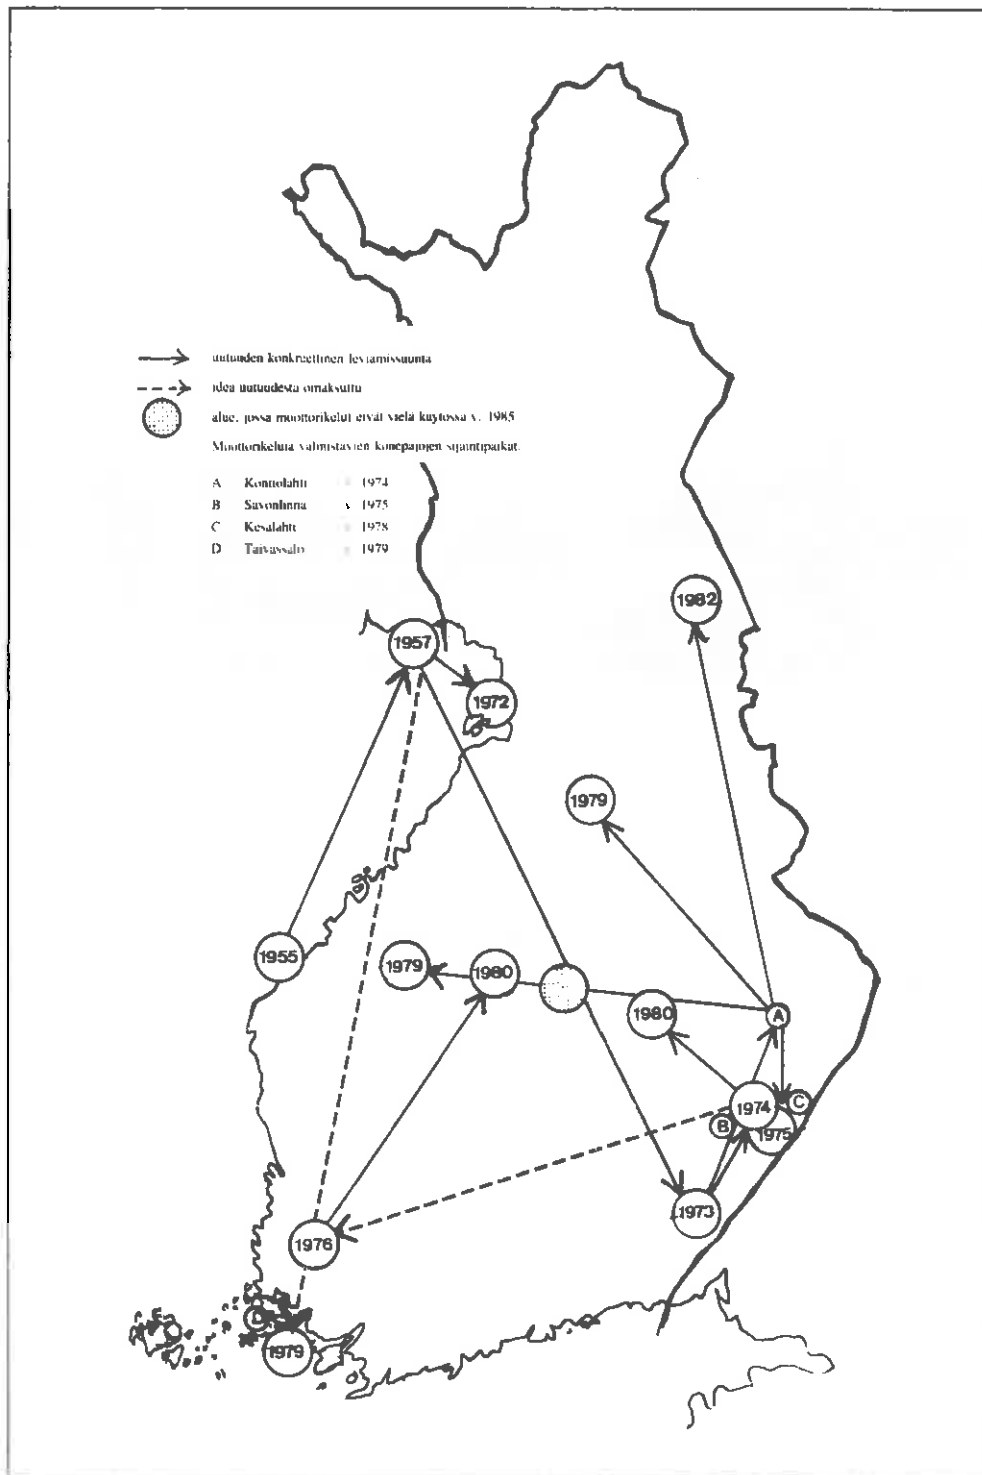 uutuuden konkreettinen leviämissuunta
idea uutuudesta omaksuttu
alue, jossa moottorikelut eivät vielä käytössä v. 1985
Moottorikeluja valmistavien konepajojen sijaintipaikat.
A Kontiolahti 1974
B Savonlinna v. 1975
C Kesälahti 1978
D Taivassalo 1979
1982
1957
1972
1979
1955
1979
1980
1980
A
1974
C
B
1975
1973
1976
D
1979